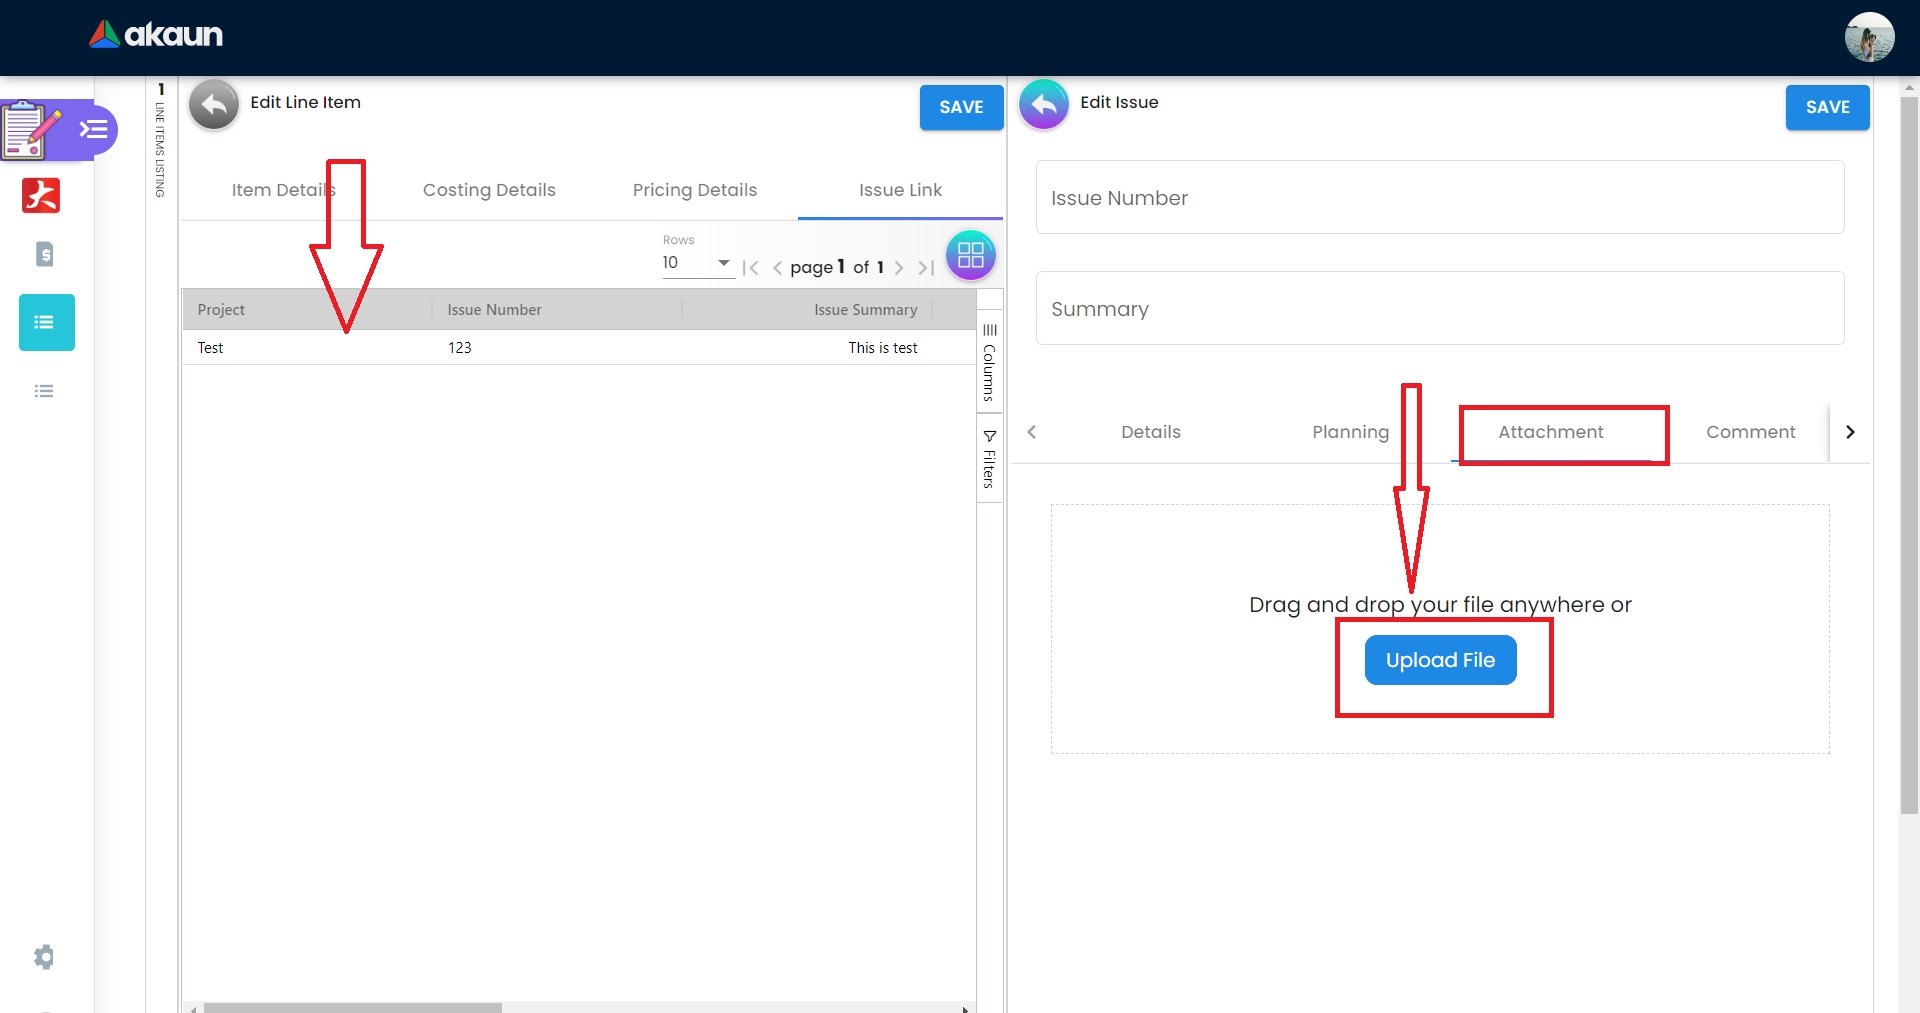 akaun
1 LINE ITEMS LISTING
Edit Line Item
SAVE
Item Details
Costing Details
Pricing Details
Issue Link
Rows
10
page 1 of 1
Project
Issue Number
Issue Summary
Test
123
This is test
Columns
Filters
Edit Issue
SAVE
Issue Number
Summary
Details
Planning
Attachment
Comment
Drag and drop your file anywhere or
Upload File